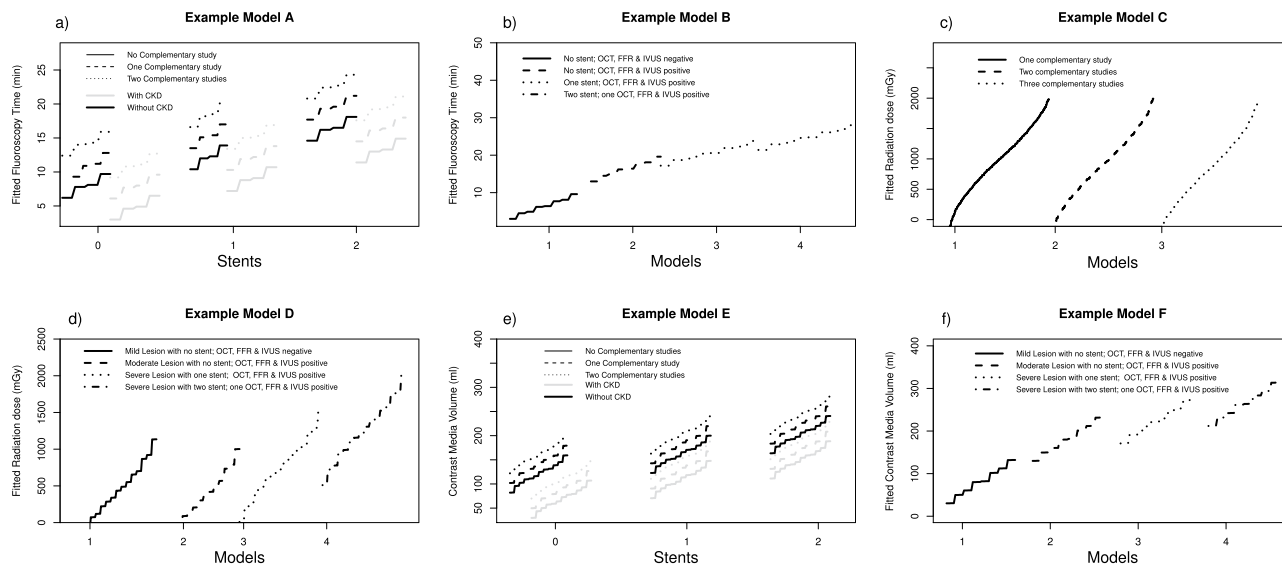 a)
Example Model A
No Complementary study
One Complementary study
Two Complementary studies
With CKD
Without CKD
Fitted Fluoroscopy Time (min)
25
20
15
10
5
0
1
2
Stents
b)
Example Model B
No stent; OCT, FFR & IVUS negative
No stent; OCT, FFR & IVUS positive
One stent; OCT, FFR & IVUS positive
Two stent; one OCT, FFR & IVUS positive
Fitted Fluoroscopy Time (min)
50
40
30
20
10
1
2
3
4
Models
c)
Example Model C
One complementary study
Two complementary studies
Three complementary studies
Fitted Radiation dose (mGy)
2000
1000
500
0
1
2
3
Models
d)
Example Model D
Mild Lesion with no stent; OCT, FFR & IVUS negative
Moderate Lesion with no stent; OCT, FFR & IVUS positive
Severe Lesion with one stent; OCT, FFR & IVUS positive
Severe Lesion with two stent; one OCT, FFR & IVUS positive
Fitted Radiation dose (mGy)
2500
2000
1500
1000
500
0
1
2
3
4
Models
e)
Example Model E
No Complementary studies
One Complementary study
Two Complementary studies
With CKD
Without CKD
Contrast Media Volume (ml)
400
300
200
100
50
0
1
2
Stents
f)
Example Model F
Mild Lesion with no stent; OCT, FFR & IVUS negative
Moderate Lesion with no stent; OCT, FFR & IVUS positive
Severe Lesion with one stent; OCT, FFR & IVUS positive
Severe Lesion with two stent; one OCT, FFR & IVUS positive
Fitted Contrast Media Volume (ml)
400
300
200
100
0
1
2
3
4
Models